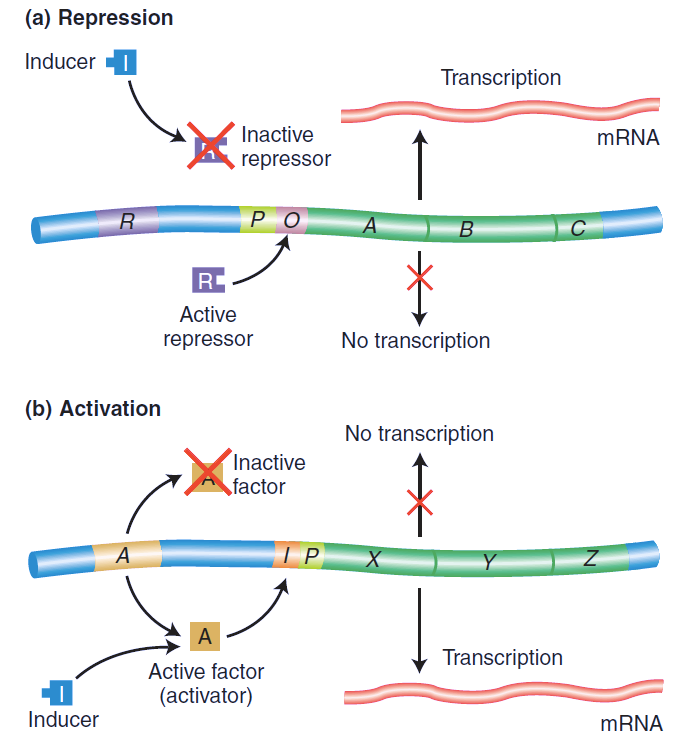 (a) Repression
Inducer I
Transcription
mRNA
R
Inactive
repressor
R P O A B C
R
Active
repressor
No transcription
(b) Activation
No transcription
A
Inactive
factor
A I P X Y Z
A
Active factor
(activator)
I
Inducer
Transcription
mRNA